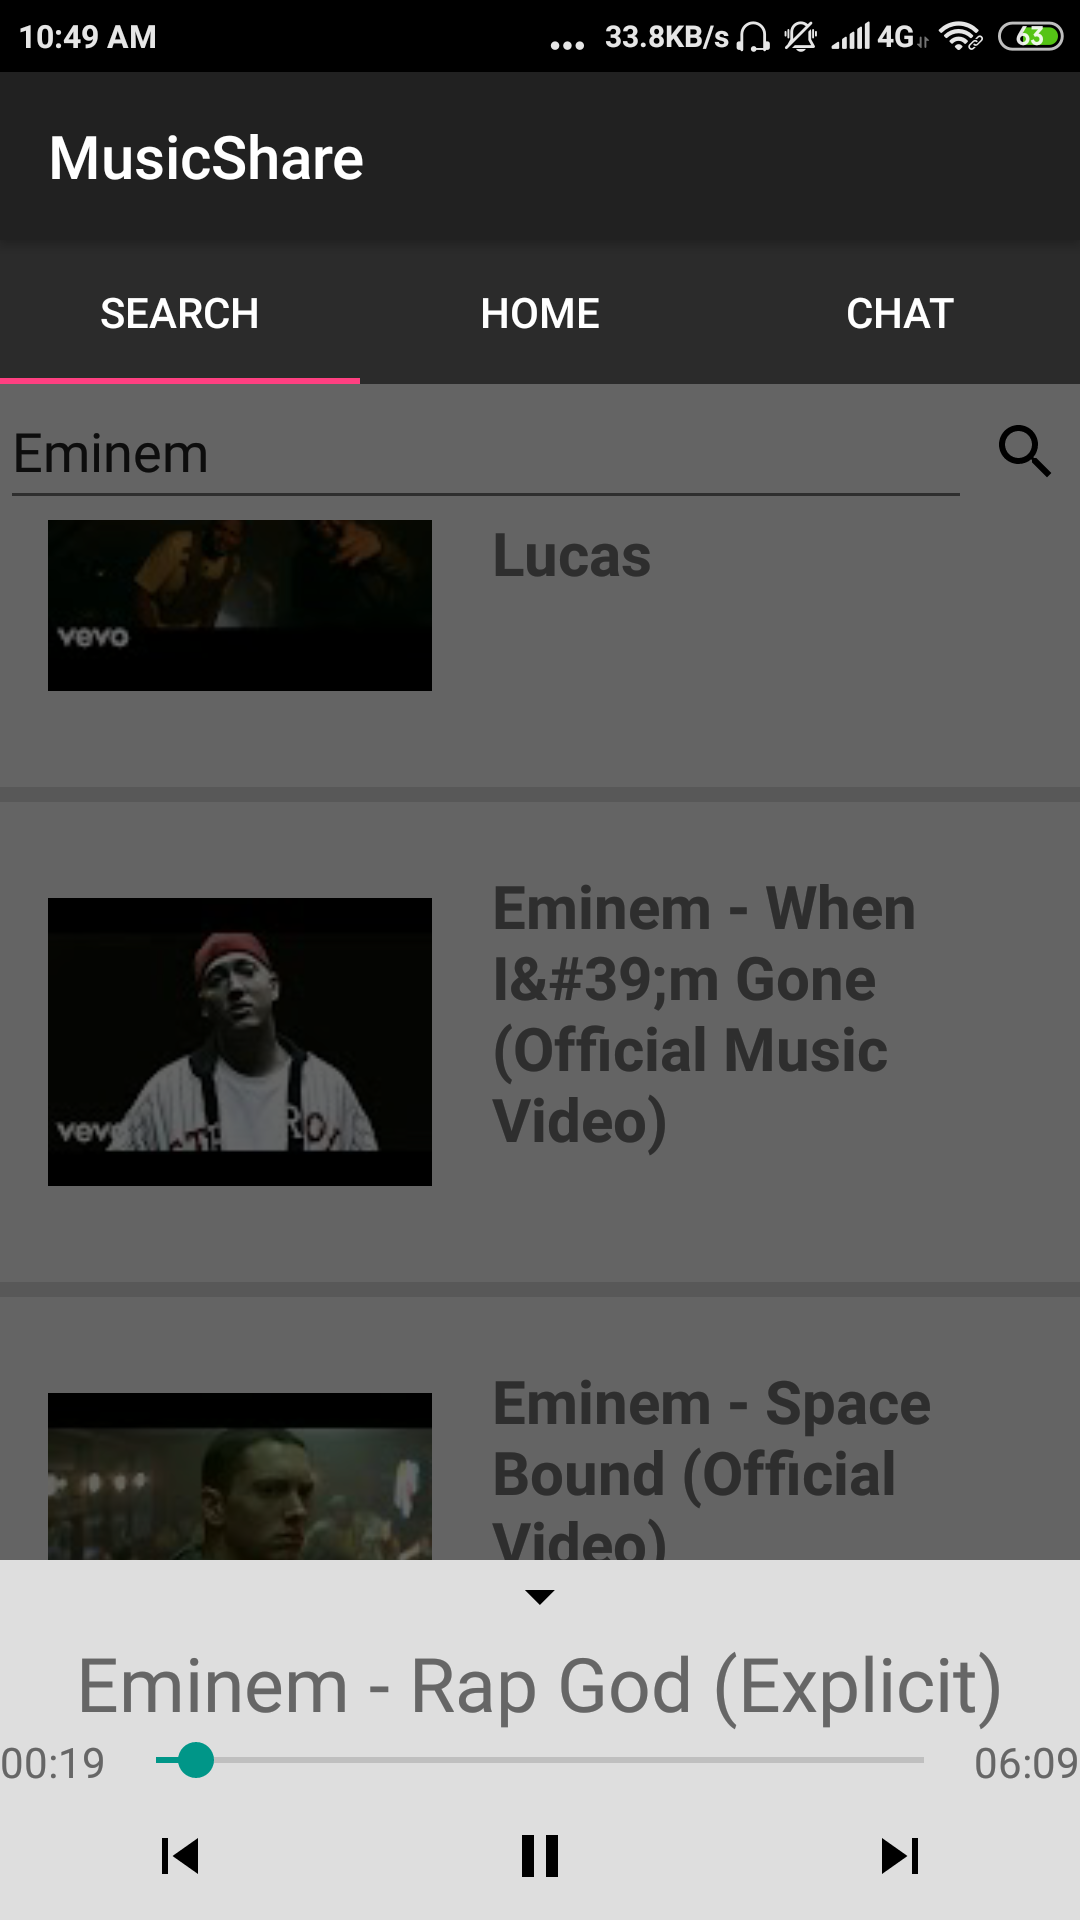 10:49 AM
... 33.8KB/s 4G 63
MusicShare
SEARCH HOME CHAT
Eminem
vevo
Lucas
vevo
Eminem - When
I&#39;m Gone
(Official Music
Video)
Eminem - Space
Bound (Official
Video)
Eminem - Rap God (Explicit)
00:19
06:09